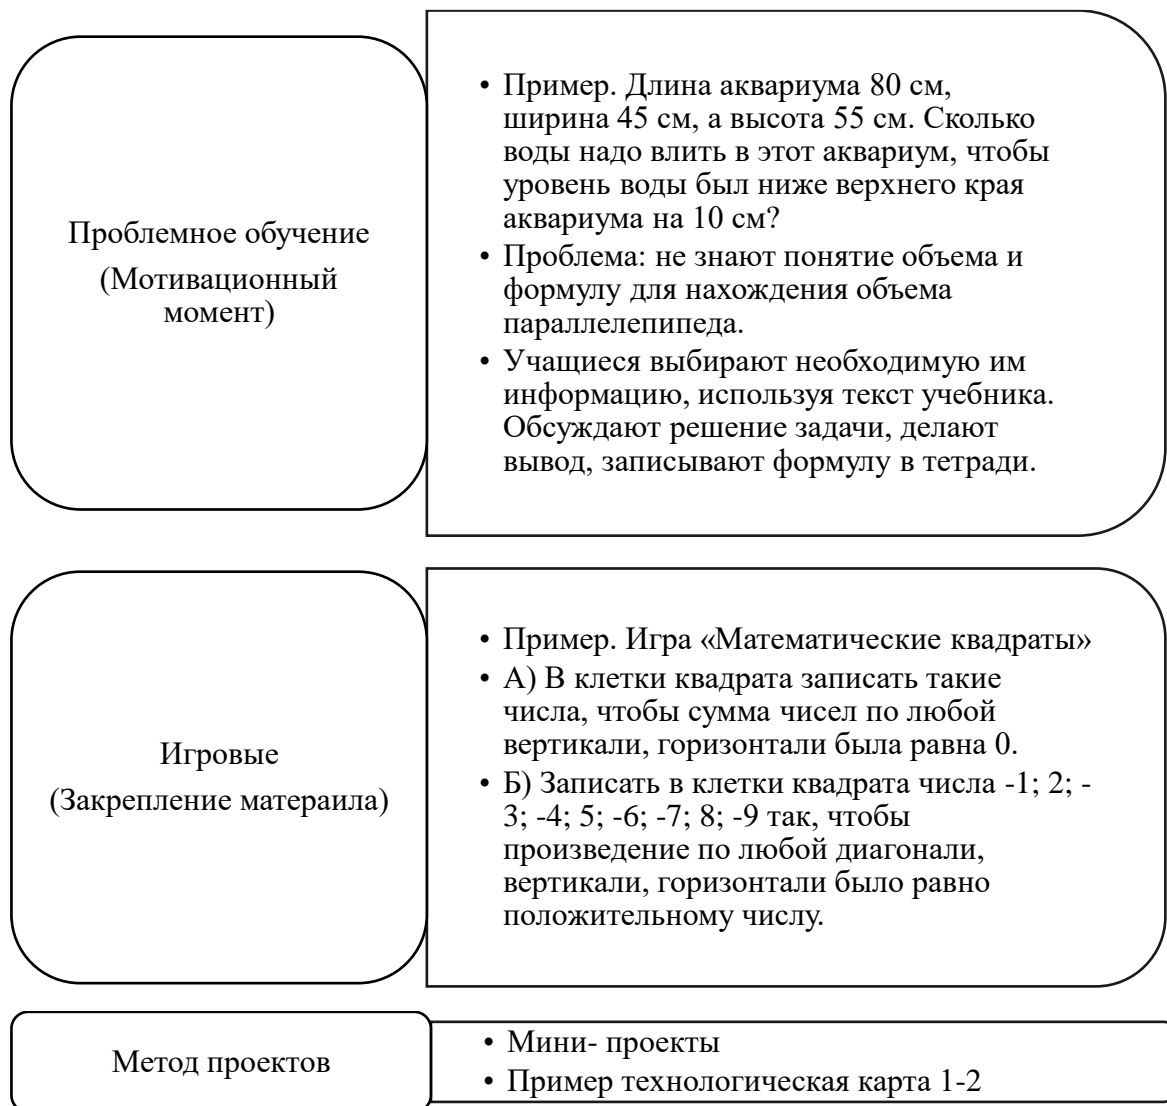 Проблемное обучение
(Мотивационный
момент)
• Пример. Длина аквариума 80 см,
ширина 45 см, а высота 55 см. Сколько
воды надо влить в этот аквариум, чтобы
уровень воды был ниже верхнего края
аквариума на 10 см?
• Проблема: не знают понятие объема и
формулу для нахождения объема
параллелепипеда.
• Учащиеся выбирают необходимую им
информацию, используя текст учебника.
Обсуждают решение задачи, делают
вывод, записывают формулу в тетради.
Игровые
(Закрепление матераила)
• Пример. Игра «Математические квадраты»
• А) В клетки квадрата записать такие
числа, чтобы сумма чисел по любой
вертикали, горизонтали была равна 0.
• Б) Записать в клетки квадрата числа -1; 2; -
3; -4; 5; -6; -7; 8; -9 так, чтобы
произведение по любой диагонали,
вертикали, горизонтали было равно
положительному числу.
Метод проектов
• Мини- проекты
• Пример технологическая карта 1-2